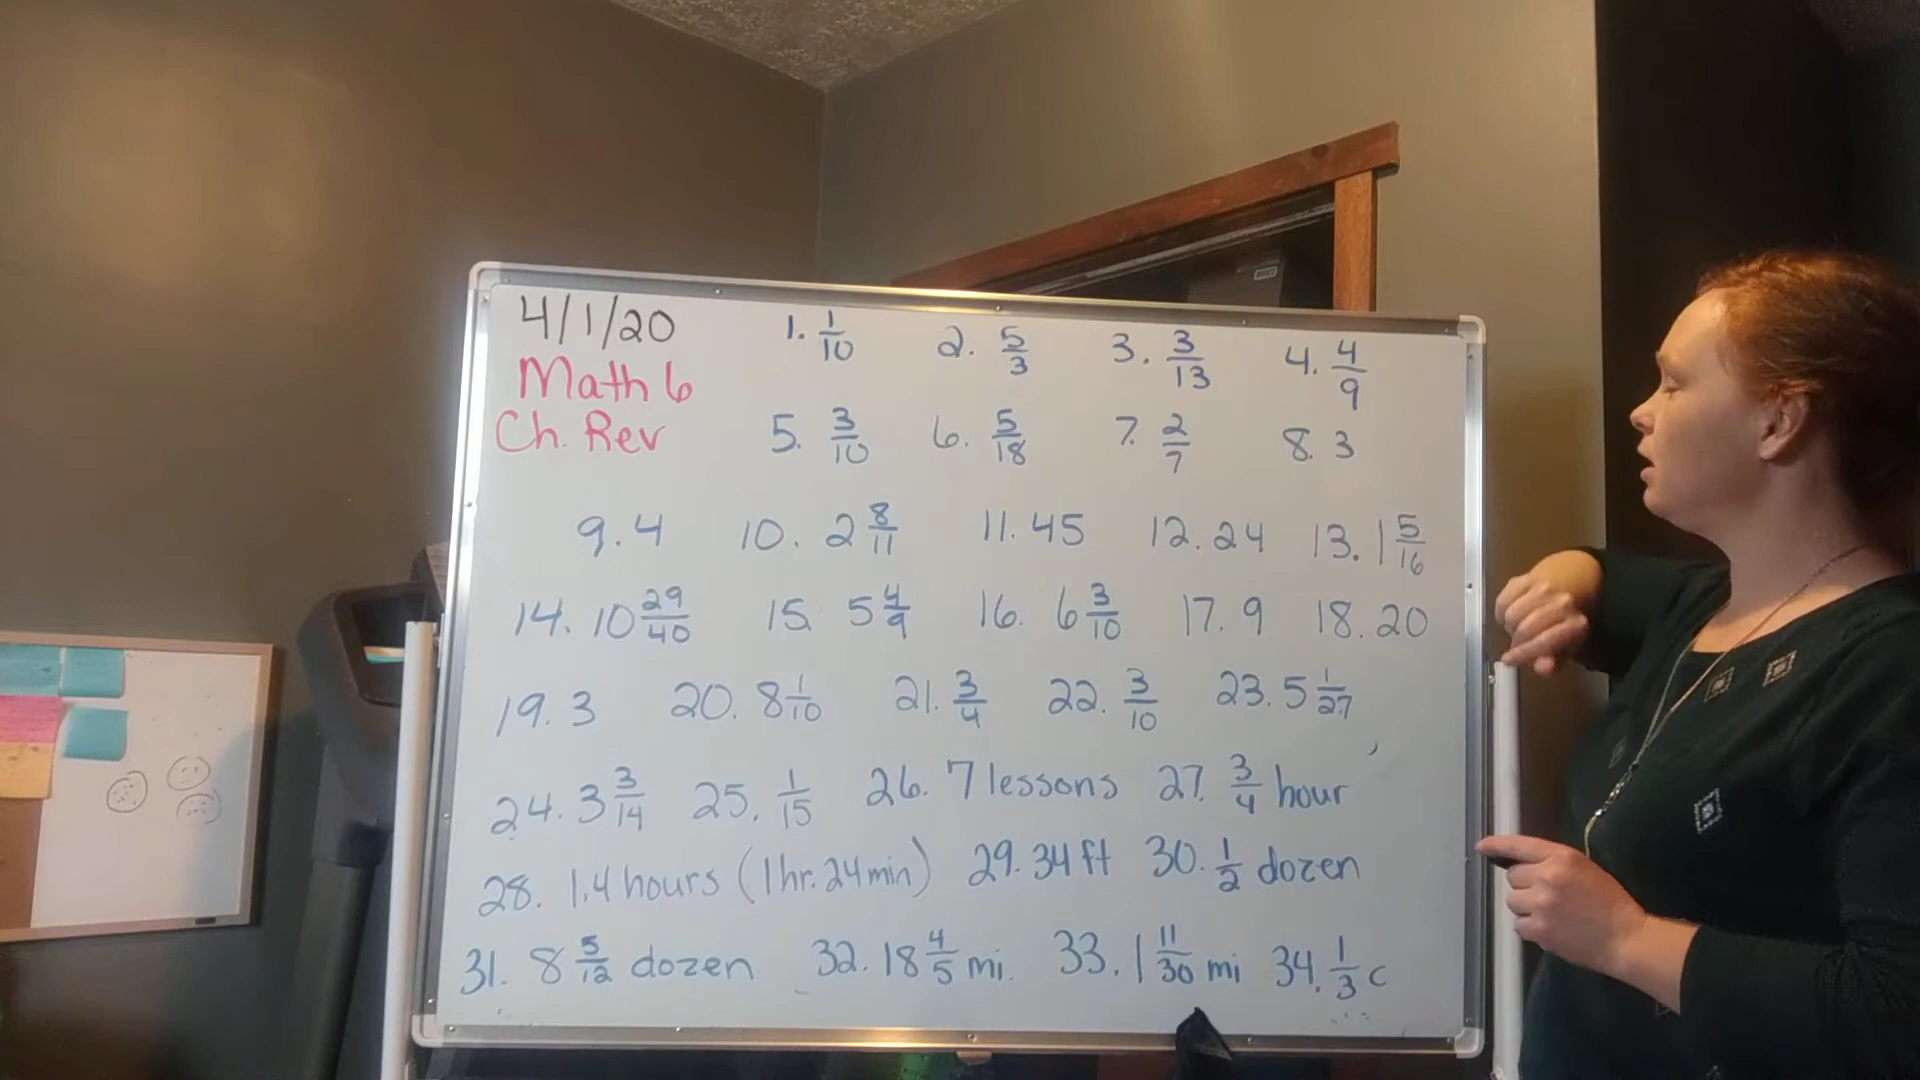 4/1/20
Math 6
Ch. Rev
1. 1/10 2. 5/3 3. 3/13 4. 4/9
5. 3/10 6. 5/18 7. 2/7 8. 3
9. 4 10. 2 8/11 11. 45 12. 24 13. 1 5/16
14. 10 29/40 15. 5 4/9 16. 6 3/10 17. 9 18. 20
19. 3 20. 8 1/10 21. 3/4 22. 3/10 23. 5 1/27
24. 3 3/14 25. 1/15 26. 7 lessons 27. 3/4 hour
28. 1.4 hours (1hr. 24min) 29. 34 ft 30. 1/2 dozen
31. 8 5/12 dozen 32. 18 4/5 mi. 33. 1 11/30 mi 34. 1/3 c